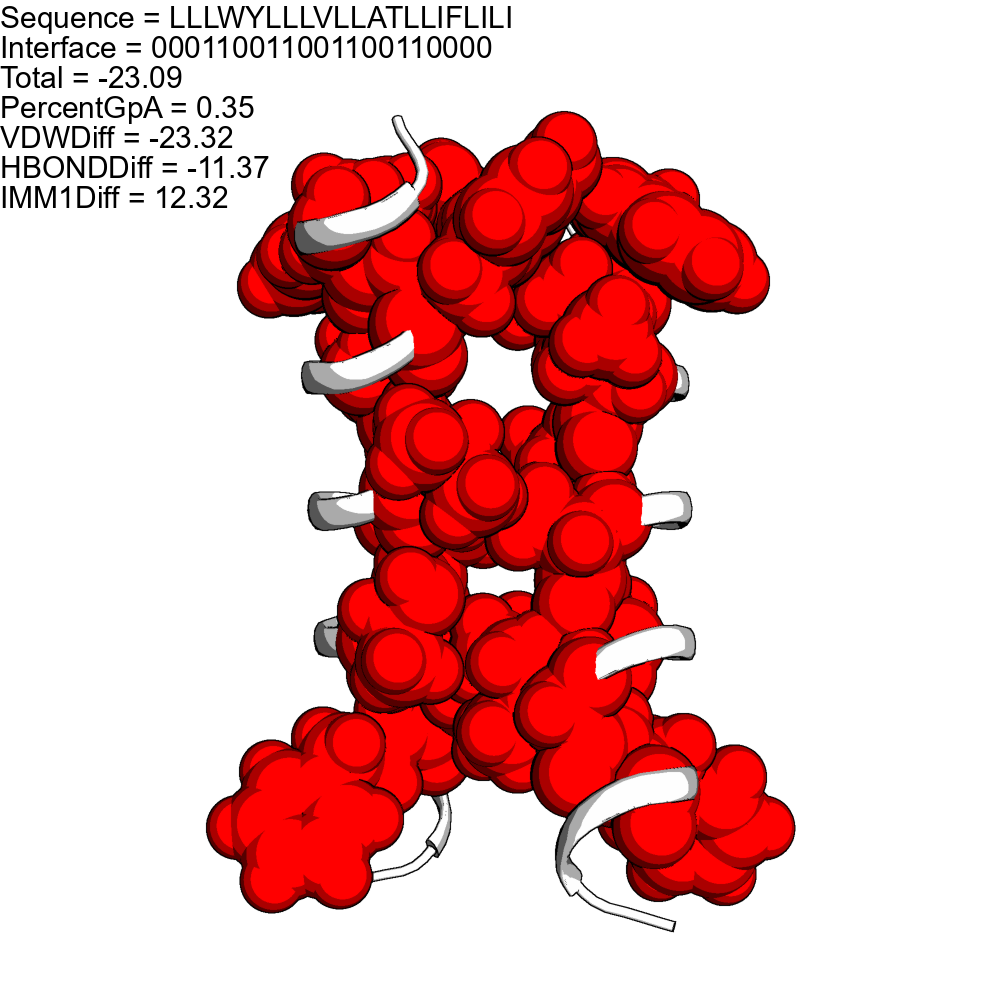 Sequence = LLLWYLLLVLLATLLIFLILI
Interface = 000110011001100110000
Total = -23.09
PercentGpA = 0.35
VDWDiff = -23.32
HBONDDiff = -11.37
IMM1Diff = 12.32